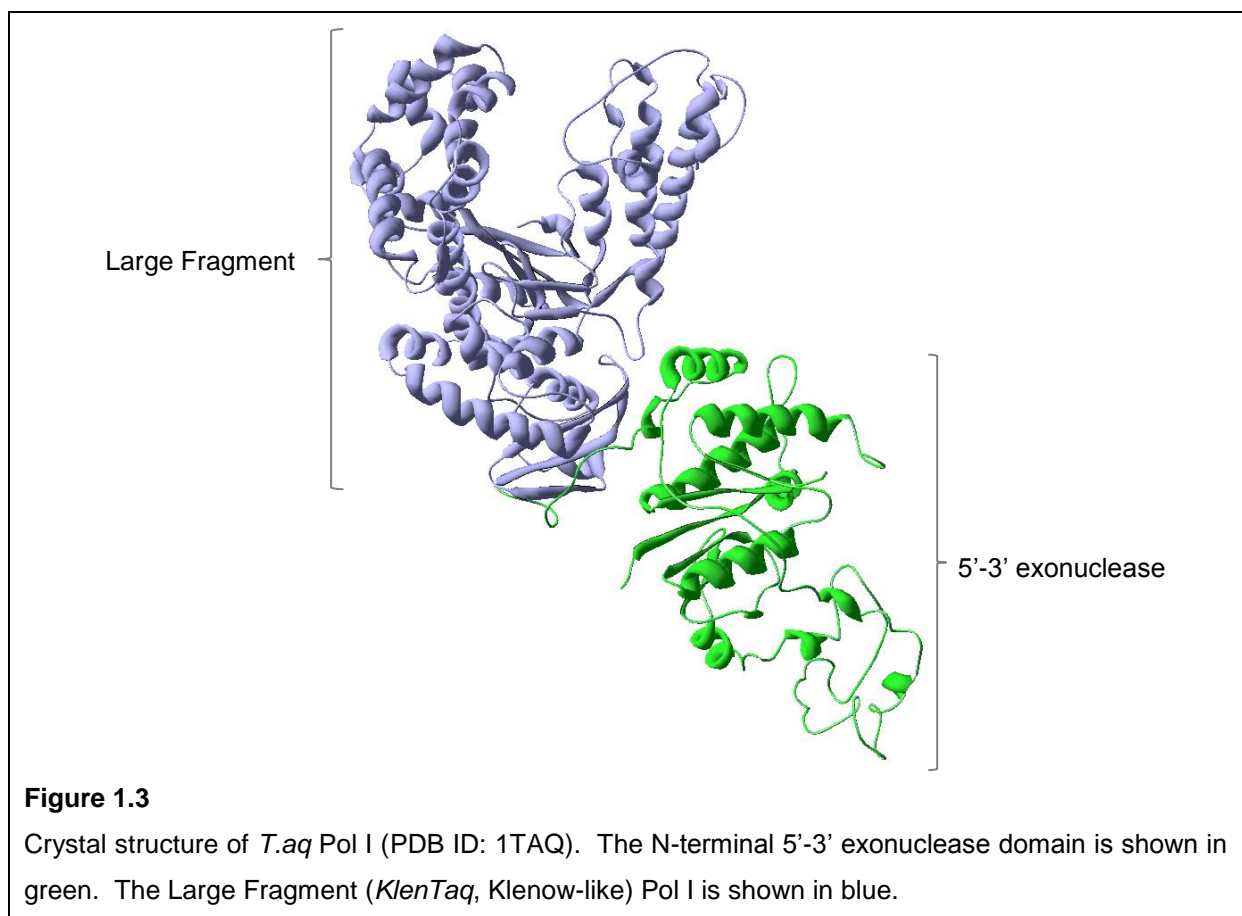 Large Fragment
5’-3’ exonuclease
Figure 1.3
Crystal structure of T.aq Pol I (PDB ID: 1TAQ).  The N-terminal 5’-3’ exonuclease domain is shown in
green.  The Large Fragment (KlenTaq, Klenow-like) Pol I is shown in blue.